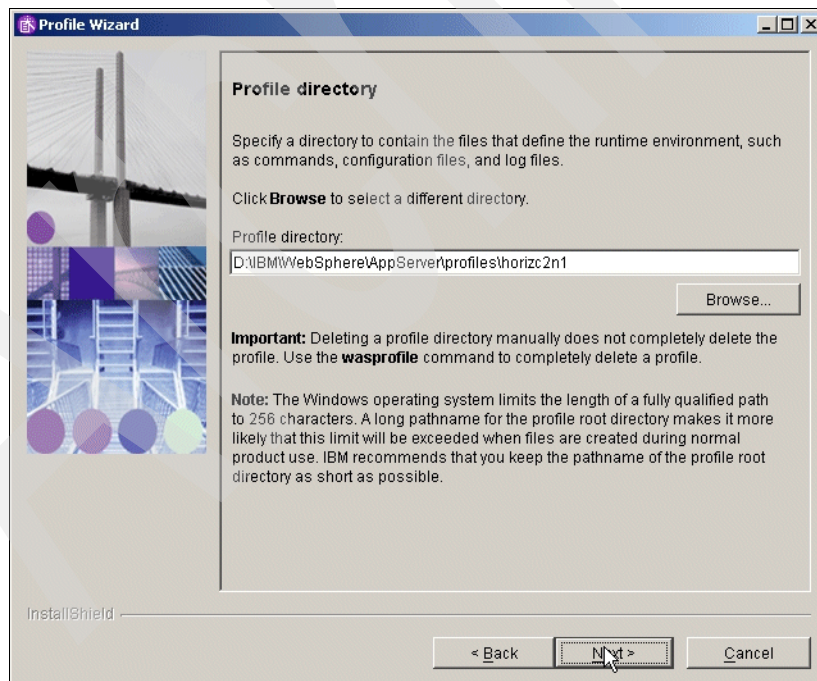 Profile Wizard
Profile directory
Specify a directory to contain the files that define the runtime environment, such
as commands, configuration files, and log files.
Click Browse to select a different directory.
Profile directory:
D:\IBM\WebSphere\AppServer\profiles\horizc2n1
Browse...
Important: Deleting a profile directory manually does not completely delete the
profile. Use the wasprofile command to completely delete a profile.
Note: The Windows operating system limits the length of a fully qualified path
to 256 characters. A long pathname for the profile root directory makes it more
likely that this limit will be exceeded when files are created during normal
product use. IBM recommends that you keep the pathname of the profile root
directory as short as possible.
InstallShield
< Back
Next >
Cancel